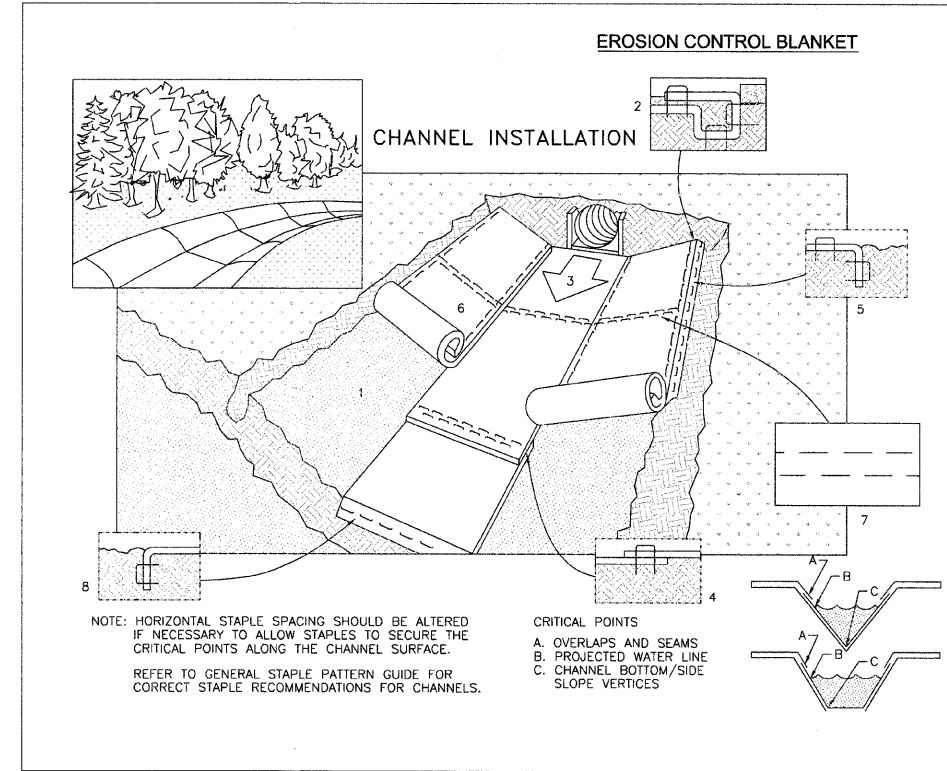 EROSION CONTROL BLANKET
CHANNEL INSTALLATION
2
3
5
6
1
7
8
4
NOTE: HORIZONTAL STAPLE SPACING SHOULD BE ALTERED
IF NECESSARY TO ALLOW STAPLES TO SECURE THE
CRITICAL POINTS ALONG THE CHANNEL SURFACE.
REFER TO GENERAL STAPLE PATTERN GUIDE FOR
CORRECT STAPLE RECOMMENDATIONS FOR CHANNELS.
CRITICAL POINTS
A. OVERLAPS AND SEAMS
B. PROJECTED WATER LINE
C. CHANNEL BOTTOM/SIDE
SLOPE VERTICES
A
B
C
A
B
C